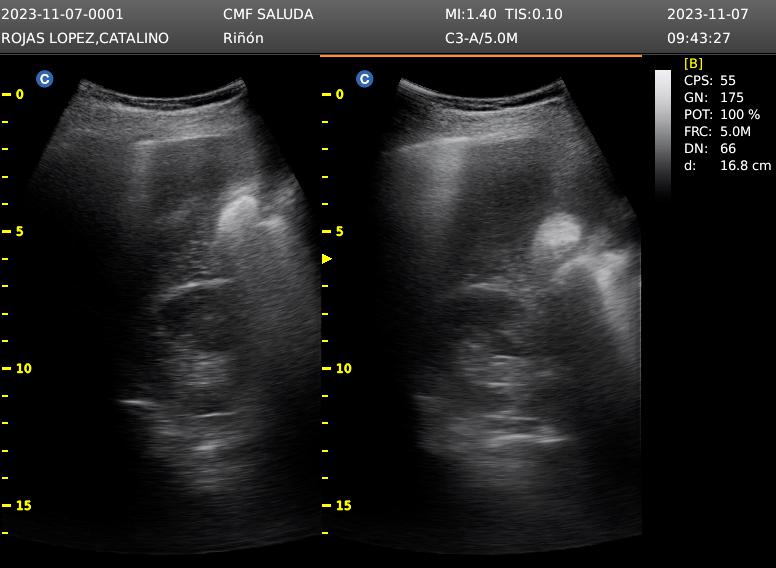 2023-11-07-0001 CMF SALUDA MI:1.40 TIS:0.10 2023-11-07
ROJAS LOPEZ,CATALINO Riñón C3-A/5.0M 09:43:27
[B]
CPS: 55
GN: 175
POT: 100 %
FRC: 5.0M
DN: 66
d: 16.8 cm
C C
0 0
5 5
10 10
15 15